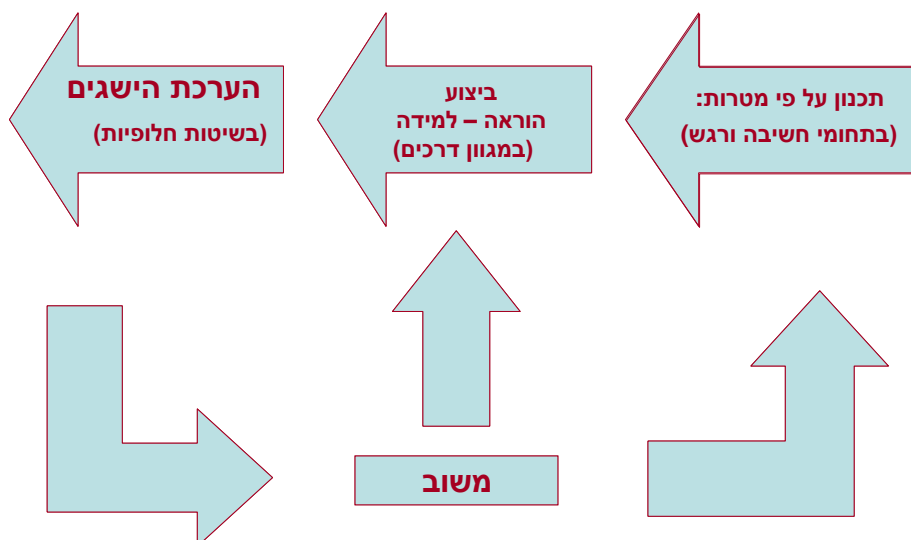 תכנון על פי מטרות:
(בתחומי חשיבה ורגש)
ביצוע
הוראה – למידה
(במגוון דרכים)
הערכת הישגים
(בשיטות חלופיות)
משוב